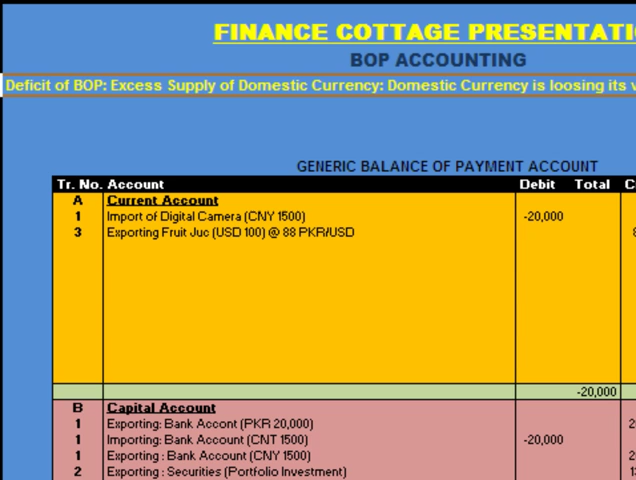 FINANCE COTTAGE
BOP ACCOUNTING
Deficit of BOP: Excess Supply of Domestic Currency: Domestic Currency is loosing its
GENERIC BALANCE OF PAYMENT ACCOUNT
Tr. No. Account Debit Total
A Current Account
1 Import of Digital Camera (CNY 1500) -20,000
3 Exporting Fruit Juc (USD 100) @ 88 PKR/USD
-20,000
B Capital Account
1 Exporting: Bank Accont (PKR 20,000)
1 Importing: Bank Account (CNT 1500) -20,000
1 Exporting : Bank Account (CNY 1500)
2 Exporting : Securities (Portfolio Investment)